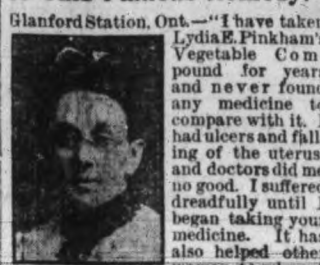 Glanford Station, Ont.—"I have taken
Lydia E. Pinkham's
Vegetable Com
pound for years
and never found
any medicine to
compare with it. I
had ulcers and fall
ing of the uterus
and doctors did me
no good. I suffered
dreadfully until I
began taking your
medicine. It has
also helped other